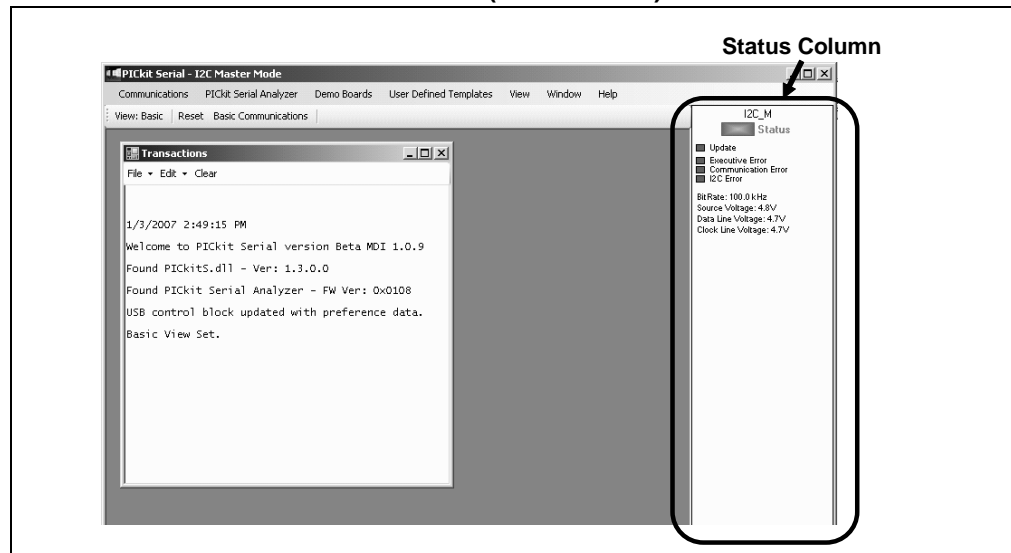 Status Column
PICkit Serial - I2C Master Mode
Communications PICkit Serial Analyzer Demo Boards User Defined Templates View Window Help
View: Basic Reset Basic Communications
I2C_M
Status
Update
Executive Error
Communication Error
I2C Error
BitRate: 100.0 kHz
Source Voltage: 4.8V
Data Line Voltage: 4.7V
Clock Line Voltage: 4.7V
Transactions
File Edit Clear
1/3/2007 2:49:15 PM
Welcome to PICkit Serial version Beta MDI 1.0.9
Found PICkitS.dll - Ver: 1.3.0.0
Found PICkit Serial Analyzer - FW Ver: 0x0108
USB control block updated with preference data.
Basic View Set.